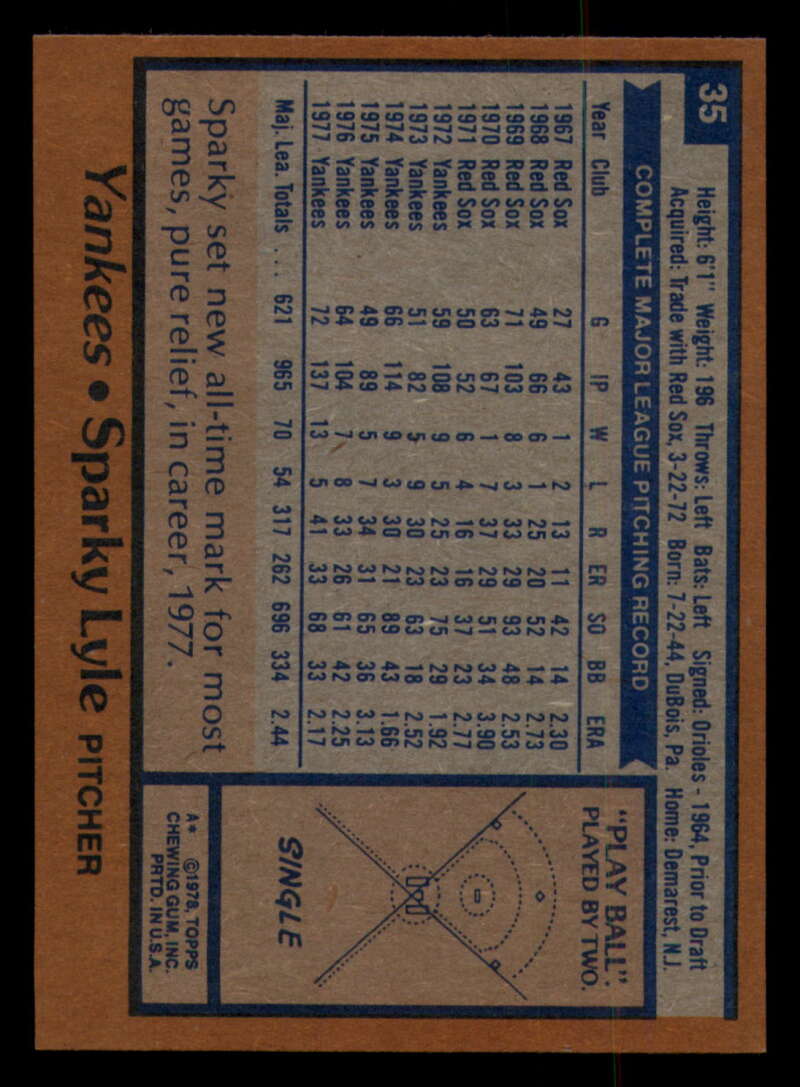 35
Height: 6'1" Weight: 196 Throws: Left Bats: Left Signed: Orioles - 1964, Prior to Draft
Acquired: Trade with Red Sox, 3-22-72 Born: 7-22-44, DuBois, Pa. Home: Demarest, N.J.
COMPLETE MAJOR LEAGUE PITCHING RECORD
Year Club G IP W L R ER SO BB ERA
1967 Red Sox 27 43 1 2 13 11 42 14 2.30
1968 Red Sox 49 66 6 1 25 20 52 14 2.73
1969 Red Sox 71 103 8 3 33 29 93 48 2.53
1970 Red Sox 63 67 1 7 37 29 51 34 3.90
1971 Red Sox 50 52 6 4 16 16 37 23 2.77
1972 Yankees 59 108 9 5 25 23 75 29 1.92
1973 Yankees 51 82 5 9 30 23 63 18 2.52
1974 Yankees 66 114 9 3 30 21 89 43 1.66
1975 Yankees 49 89 5 7 34 31 65 36 3.13
1976 Yankees 64 104 7 8 33 26 61 42 2.25
1977 Yankees 72 137 13 5 41 33 68 33 2.17
Maj. Lea. Totals ... 621 965 70 54 317 262 696 334 2.44
Sparky set new all-time mark for most
games, pure relief, in career, 1977.
"PLAY BALL".
PLAYED BY TWO.
SINGLE
A* ©1978, TOPPS
CHEWING GUM, INC.
PRTD. IN U.S.A.
Yankees • Sparky Lyle PITCHER